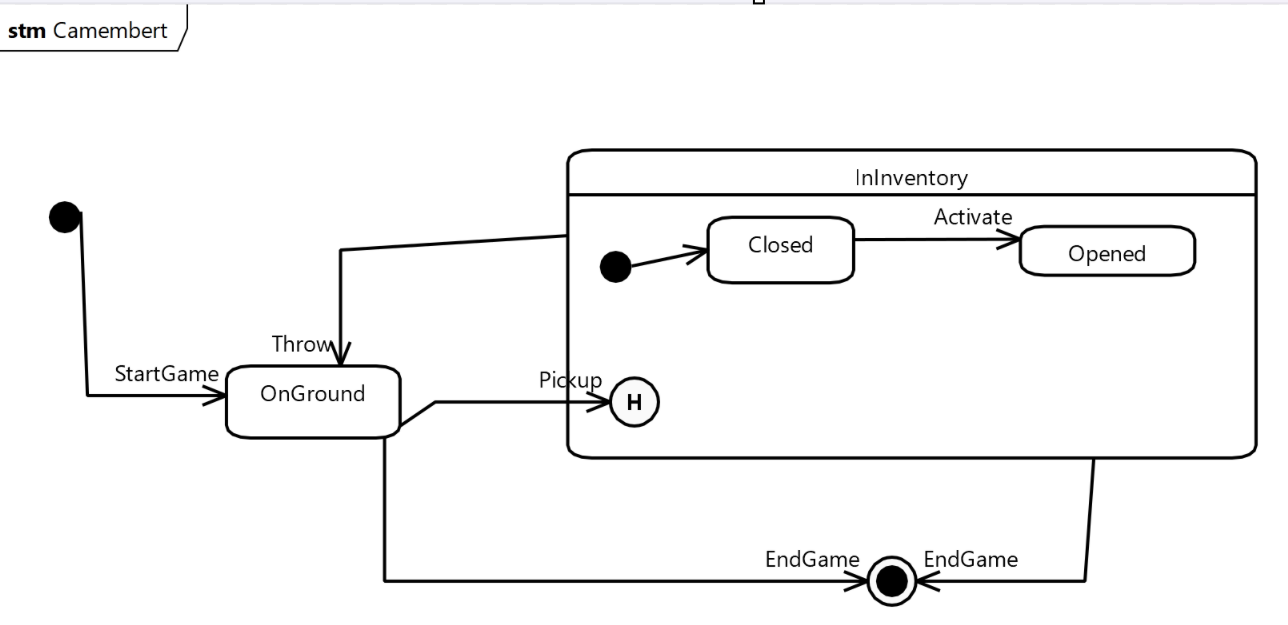 stm Camembert
InInventory
Activate
Closed
Opened
Throw
StartGame
OnGround
Pickup
H
EndGame
EndGame